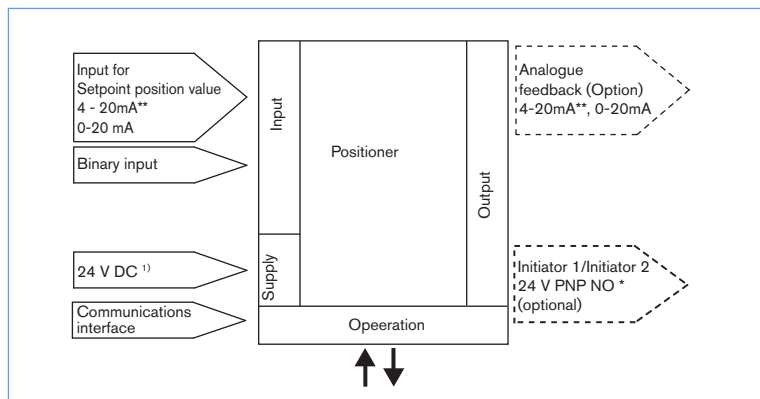 Input for
Setpoint position value
4 - 20mA**
0-20 mA
Binary input
24 V DC 1)
Communications
interface
Input
Supply
Positioner
Output
Opeeration
Analogue
feedback (Option)
4-20mA**, 0-20mA
Initiator 1/Initiator 2
24 V PNP NO *
(optional)